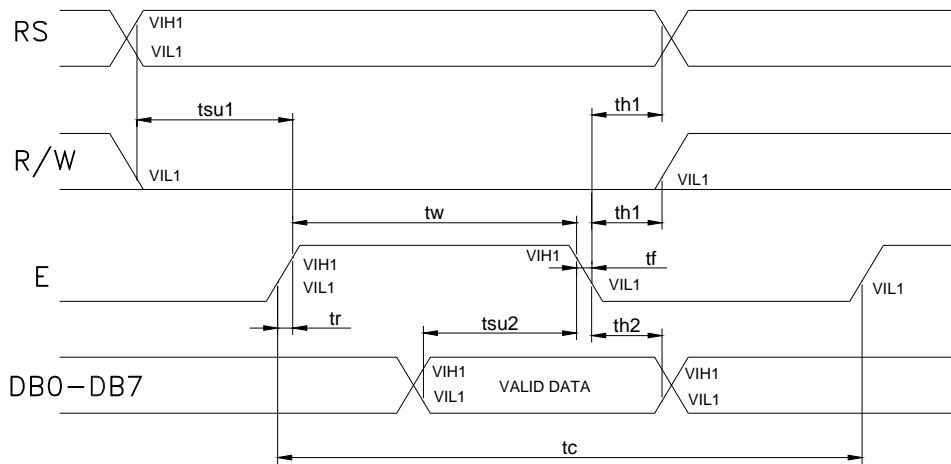 RS
VIH1
VIL1
tsu1
th1
R/W
VIL1
VIL1
tw
th1
E
VIH1
VIL1
VIH1
tf
VIL1
VIL1
tr
tsu2
th2
DB0-DB7
VIH1
VIL1
VALID DATA
VIH1
VIL1
tc